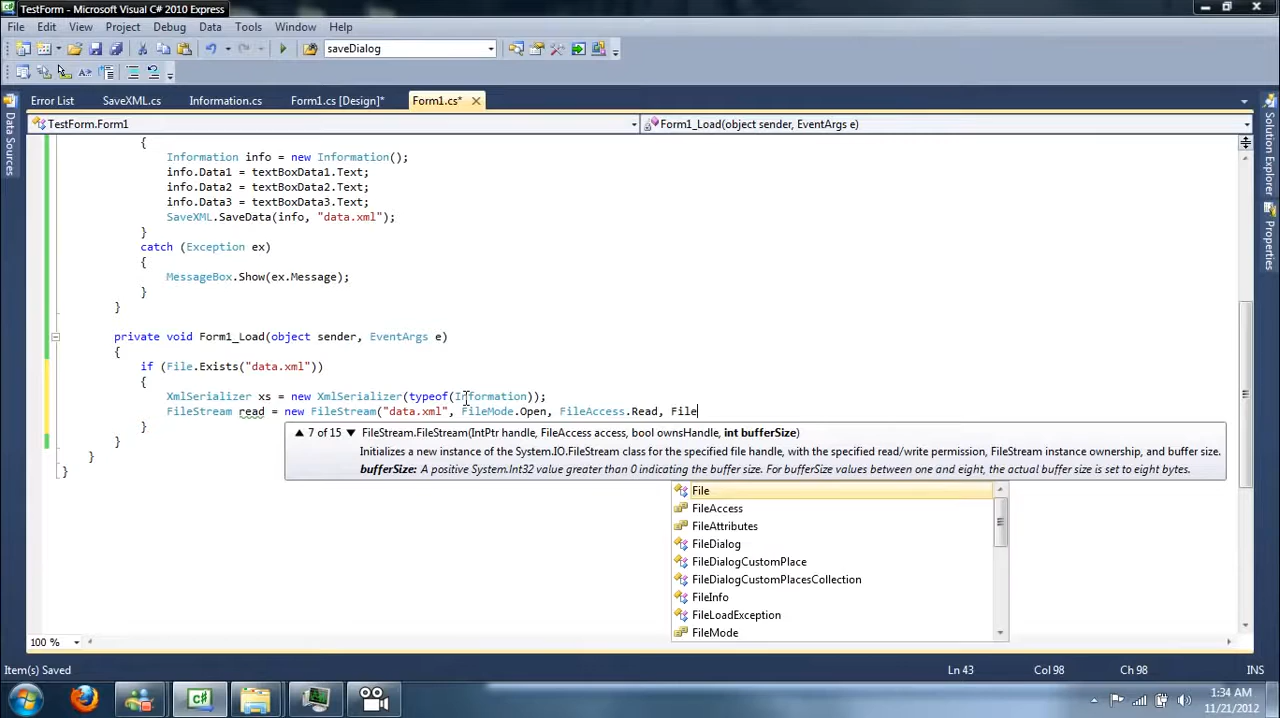 TestForm - Microsoft Visual C# 2010 Express
File Edit View Project Debug Data Tools Window Help
saveDialog
Error List SaveXML.cs Information.cs Form1.cs [Design]* Form1.cs*
TestForm.Form1 Form1_Load(object sender, EventArgs e)
Data Sources
Solution Explorer
Properties
{
Information info = new Information();
info.Data1 = textBoxData1.Text;
info.Data2 = textBoxData2.Text;
info.Data3 = textBoxData3.Text;
SaveXML.SaveData(info, "data.xml");
}
catch (Exception ex)
{
MessageBox.Show(ex.Message);
}
}
private void Form1_Load(object sender, EventArgs e)
{
if (File.Exists("data.xml"))
{
XmlSerializer xs = new XmlSerializer(typeof(Information));
FileStream read = new FileStream("data.xml", FileMode.Open, FileAccess.Read, File
}
}
}
}
7 of 15 FileStream.FileStream(IntPtr handle, FileAccess access, bool ownsHandle, int bufferSize)
Initializes a new instance of the System.IO.FileStream class for the specified file handle, with the specified read/write permission, FileStream instance ownership, and buffer size.
bufferSize: A positive System.Int32 value greater than 0 indicating the buffer size. For bufferSize values between one and eight, the actual buffer size is set to eight bytes.
File
FileAccess
FileAttributes
FileDialog
FileDialogCustomPlace
FileDialogCustomPlacesCollection
FileInfo
FileLoadException
FileMode
100 %
Item(s) Saved Ln 43 Col 98 Ch 98 INS
1:34 AM
11/21/2012